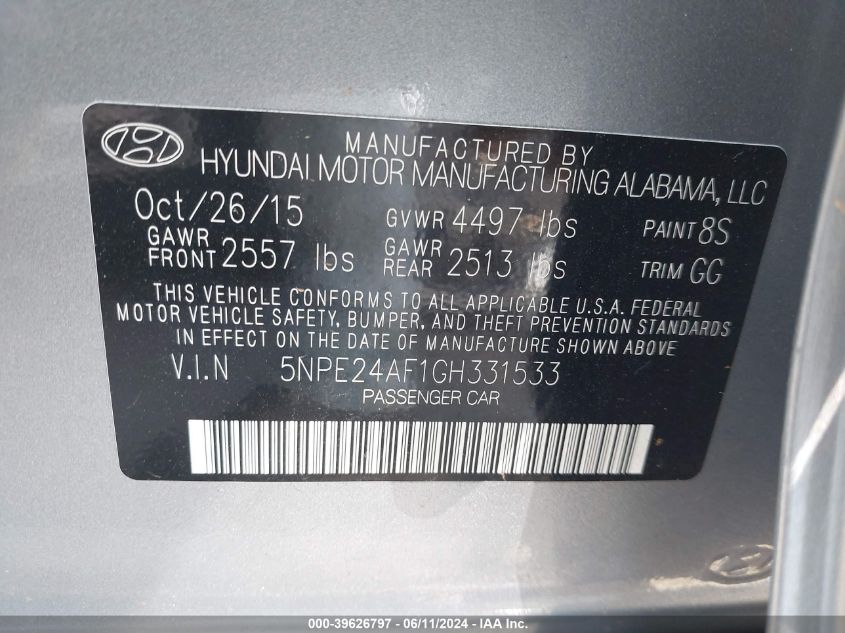 MANUFACTURED BY
HYUNDAI MOTOR MANUFACTURING ALABAMA, LLC
Oct/26/15 GVWR 4497 lbs PAINT 8S
GAWR FRONT 2557 lbs GAWR REAR 2513 lbs TRIM GG
THIS VEHICLE CONFORMS TO ALL APPLICABLE U.S.A. FEDERAL
MOTOR VEHICLE SAFETY, BUMPER, AND THEFT PREVENTION STANDARDS
IN EFFECT ON THE DATE OF MANUFACTURE SHOWN ABOVE
V.I.N 5NPE24AF1GH331533
PASSENGER CAR
000-39626797 - 06/11/2024 - IAA Inc.